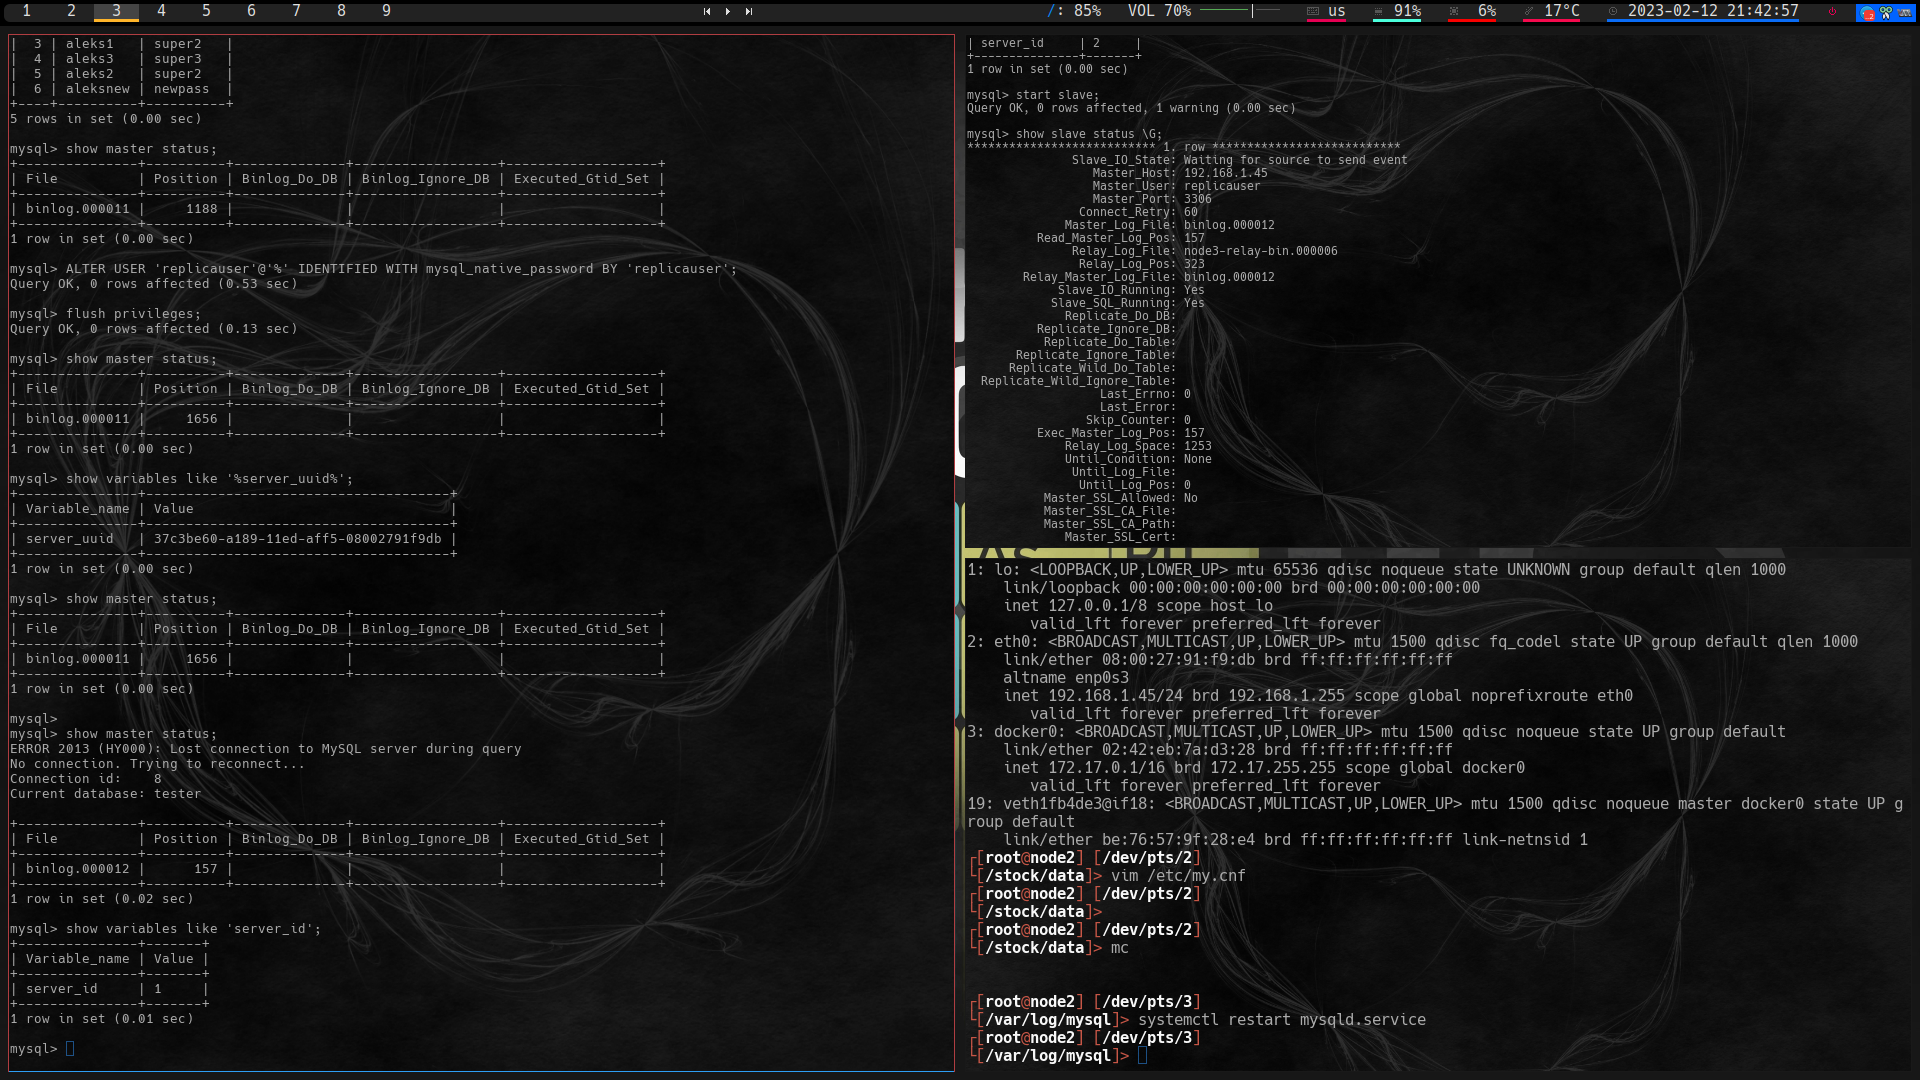 1 2 3 4 5 6 7 8 9
/: 85% VOL 70% us 91% 6% 17°C 2023-02-12 21:42:57
|  3 | aleks1   | super2   |
|  4 | aleks3   | super3   |
|  5 | aleks2   | super2   |
|  6 | aleksnew | newpass  |
+----+----------+----------+
5 rows in set (0.00 sec)
mysql> show master status;
+---------------+----------+--------------+------------------+-------------------+
| File          | Position | Binlog_Do_DB | Binlog_Ignore_DB | Executed_Gtid_Set |
+---------------+----------+--------------+------------------+-------------------+
| binlog.000011 |     1188 |              |                  |                   |
+---------------+----------+--------------+------------------+-------------------+
1 row in set (0.00 sec)
mysql> ALTER USER 'replicauser'@'%' IDENTIFIED WITH mysql_native_password BY 'replicauser';
Query OK, 0 rows affected (0.53 sec)
mysql> flush privileges;
Query OK, 0 rows affected (0.13 sec)
mysql> show master status;
+---------------+----------+--------------+------------------+-------------------+
| File          | Position | Binlog_Do_DB | Binlog_Ignore_DB | Executed_Gtid_Set |
+---------------+----------+--------------+------------------+-------------------+
| binlog.000011 |     1656 |              |                  |                   |
+---------------+----------+--------------+------------------+-------------------+
1 row in set (0.00 sec)
mysql> show variables like '%server_uuid%';
+---------------+--------------------------------------+
| Variable_name | Value                                |
+---------------+--------------------------------------+
| server_uuid   | 37c3be60-a189-11ed-aff5-08002791f9db |
+---------------+--------------------------------------+
1 row in set (0.00 sec)
mysql> show master status;
+---------------+----------+--------------+------------------+-------------------+
| File          | Position | Binlog_Do_DB | Binlog_Ignore_DB | Executed_Gtid_Set |
+---------------+----------+--------------+------------------+-------------------+
| binlog.000011 |     1656 |              |                  |                   |
+---------------+----------+--------------+------------------+-------------------+
1 row in set (0.00 sec)
mysql>
mysql> show master status;
ERROR 2013 (HY000): Lost connection to MySQL server during query
No connection. Trying to reconnect...
Connection id:    8
Current database: tester
+---------------+----------+--------------+------------------+-------------------+
| File          | Position | Binlog_Do_DB | Binlog_Ignore_DB | Executed_Gtid_Set |
+---------------+----------+--------------+------------------+-------------------+
| binlog.000012 |      157 |              |                  |                   |
+---------------+----------+--------------+------------------+-------------------+
1 row in set (0.02 sec)
mysql> show variables like 'server_id';
+---------------+-------+
| Variable_name | Value |
+---------------+-------+
| server_id     | 1     |
+---------------+-------+
1 row in set (0.01 sec)
mysql>
| server_id     | 2     |
+---------------+-------+
1 row in set (0.00 sec)
mysql> start slave;
Query OK, 0 rows affected, 1 warning (0.00 sec)
mysql> show slave status \G;
*************************** 1. row ***************************
Slave_IO_State: Waiting for source to send event
Master_Host: 192.168.1.45
Master_User: replicauser
Master_Port: 3306
Connect_Retry: 60
Master_Log_File: binlog.000012
Read_Master_Log_Pos: 157
Relay_Log_File: node3-relay-bin.000006
Relay_Log_Pos: 323
Relay_Master_Log_File: binlog.000012
Slave_IO_Running: Yes
Slave_SQL_Running: Yes
Replicate_Do_DB:
Replicate_Ignore_DB:
Replicate_Do_Table:
Replicate_Ignore_Table:
Replicate_Wild_Do_Table:
Replicate_Wild_Ignore_Table:
Last_Errno: 0
Last_Error:
Skip_Counter: 0
Exec_Master_Log_Pos: 157
Relay_Log_Space: 1253
Until_Condition: None
Until_Log_File:
Until_Log_Pos: 0
Master_SSL_Allowed: No
Master_SSL_CA_File:
Master_SSL_CA_Path:
Master_SSL_Cert:
1: lo: <LOOPBACK,UP,LOWER_UP> mtu 65536 qdisc noqueue state UNKNOWN group default qlen 1000
link/loopback 00:00:00:00:00:00 brd 00:00:00:00:00:00
inet 127.0.0.1/8 scope host lo
valid_lft forever preferred_lft forever
2: eth0: <BROADCAST,MULTICAST,UP,LOWER_UP> mtu 1500 qdisc fq_codel state UP group default qlen 1000
link/ether 08:00:27:91:f9:db brd ff:ff:ff:ff:ff:ff
altname enp0s3
inet 192.168.1.45/24 brd 192.168.1.255 scope global noprefixroute eth0
valid_lft forever preferred_lft forever
3: docker0: <BROADCAST,MULTICAST,UP,LOWER_UP> mtu 1500 qdisc noqueue state UP group default
link/ether 02:42:eb:7a:d3:28 brd ff:ff:ff:ff:ff:ff
inet 172.17.0.1/16 brd 172.17.255.255 scope global docker0
valid_lft forever preferred_lft forever
19: veth1fb4de3@if18: <BROADCAST,MULTICAST,UP,LOWER_UP> mtu 1500 qdisc noqueue master docker0 state UP g
roup default
link/ether be:76:57:9f:28:e4 brd ff:ff:ff:ff:ff:ff link-netnsid 1
┌[root@node2] [/dev/pts/2]
└[/stock/data]> vim /etc/my.cnf
┌[root@node2] [/dev/pts/2]
└[/stock/data]>
┌[root@node2] [/dev/pts/2]
└[/stock/data]> mc
┌[root@node2] [/dev/pts/3]
└[/var/log/mysql]> systemctl restart mysqld.service
┌[root@node2] [/dev/pts/3]
└[/var/log/mysql]>